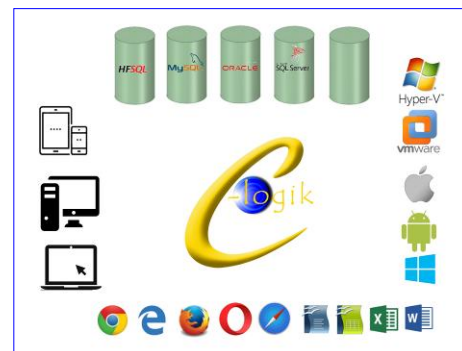 HFSQL
MySQL
ORACLE
SQL Server
Hyper-V
vmware
C-logik